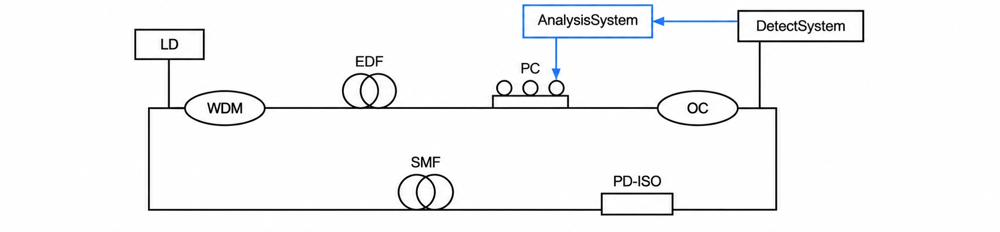 AnalysisSystem
DetectSystem
LD
EDF
PC
WDM
OC
SMF
PD-ISO